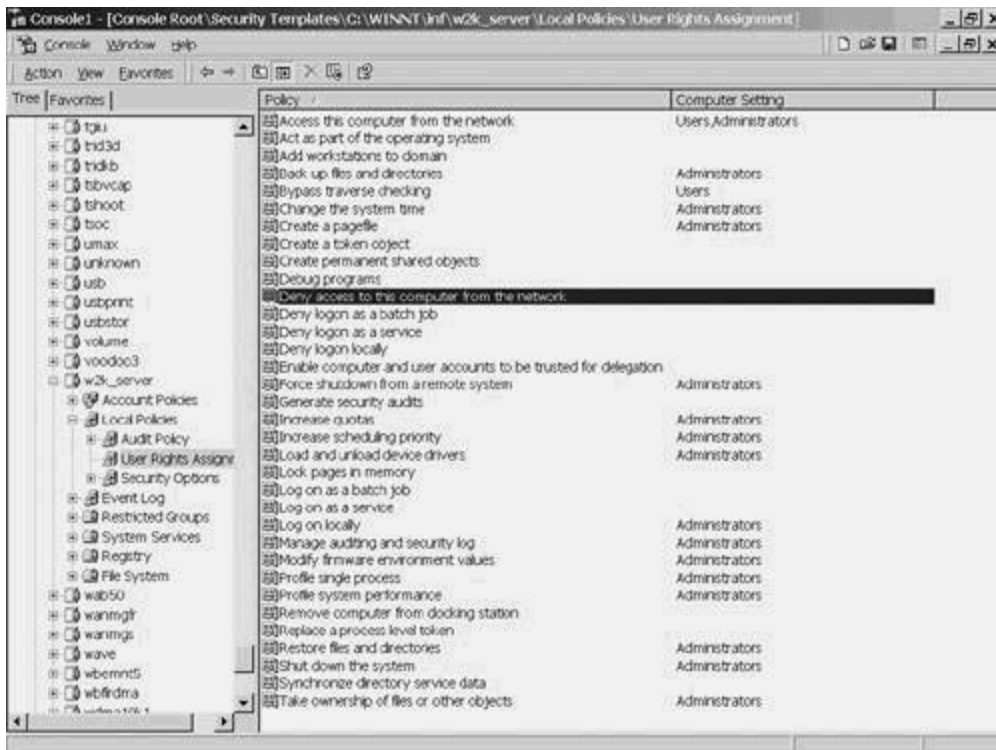 Console1 - [Console Root\Security Templates\C:\WINNT\inf\w2k_server\Local Policies\User Rights Assignment]
Console Window Help
Action View Favorites
Tree Favorites
tgiu
trid3d
tridkb
tsbvcap
tshoot
tsoc
umax
unknown
usb
usbprint
usbstor
volume
voodoo3
w2k_server
Account Policies
Local Policies
Audit Policy
User Rights Assignr
Security Options
Event Log
Restricted Groups
System Services
Registry
File System
wab50
wanmgfr
wanmgs
wave
wbemnt5
wbfirdma
Policy Computer Setting
Access this computer from the network Users,Administrators
Act as part of the operating system
Add workstations to domain
Back up files and directories Administrators
Bypass traverse checking Users
Change the system time Administrators
Create a pagefile Administrators
Create a token object
Create permanent shared objects
Debug programs
Deny access to this computer from the network
Deny logon as a batch job
Deny logon as a service
Deny logon locally
Enable computer and user accounts to be trusted for delegation
Force shutdown from a remote system Administrators
Generate security audits
Increase quotas Administrators
Increase scheduling priority Administrators
Load and unload device drivers Administrators
Lock pages in memory
Log on as a batch job
Log on as a service
Log on locally Administrators
Manage auditing and security log Administrators
Modify firmware environment values Administrators
Profile single process Administrators
Profile system performance Administrators
Remove computer from docking station
Replace a process level token
Restore files and directories Administrators
Shut down the system Administrators
Synchronize directory service data
Take ownership of files or other objects Administrators